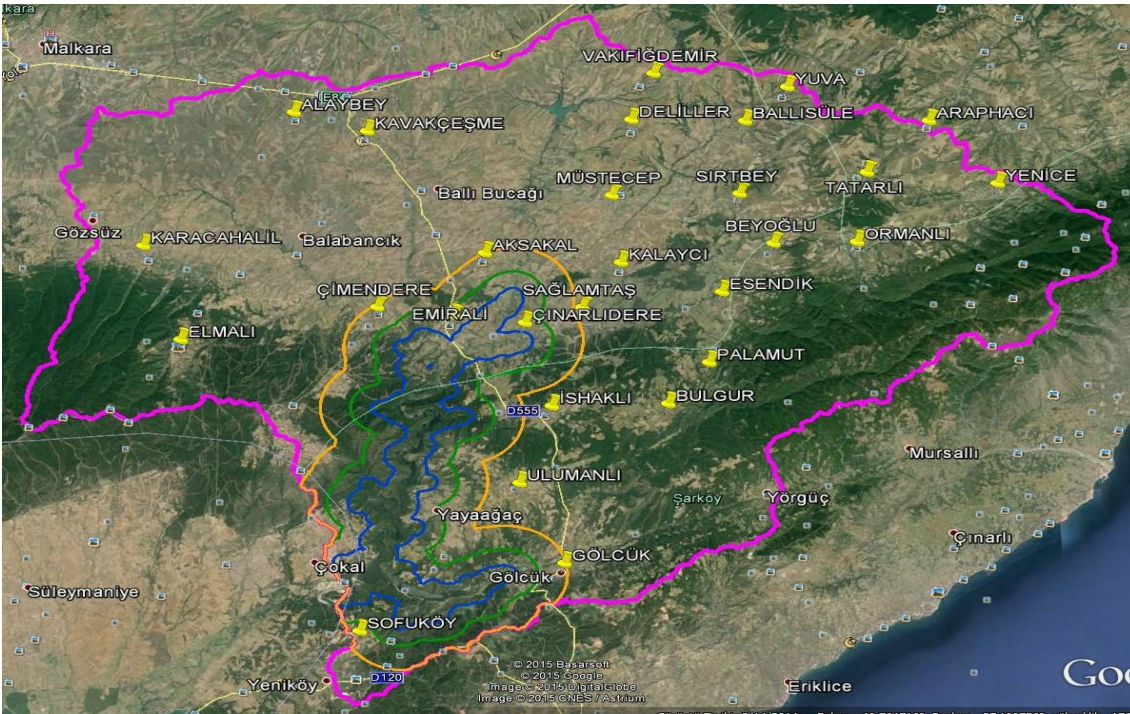 Malkara
VAKIFIĞDEMİR
YUVA
ALAYBEY
KAVAKÇEŞME
DELİLLER
BALLISÜLE
ARAPHACI
MÜSTECEP
SIRTBEY
TATARLI
YENİCE
Ballı Bucağı
Gözsüz
KARACAHALİL
Balabancık
AKSAKAL
KALAYCI
BEYOĞLU
ORMANLI
ÇİMENDERE
EMİRALİ
SAĞLAMTAŞ
ÇINARLIDERE
ESENDİK
ELMALI
PALAMUT
D555
İSHAKLI
BULGUR
Mursallı
ULUMANLI
Şarköy
Yörgüç
Yayaağaç
Çınarlı
Çokal
GÖLCÜK
Gölcük
Süleymaniye
SOFUKÖY
D120
Yeniköy
Eriklice
© 2015 Basarsoft
© 2015 Google
Image © 2015 DigitalGlobe
Image © 2015 CNES / Astrium